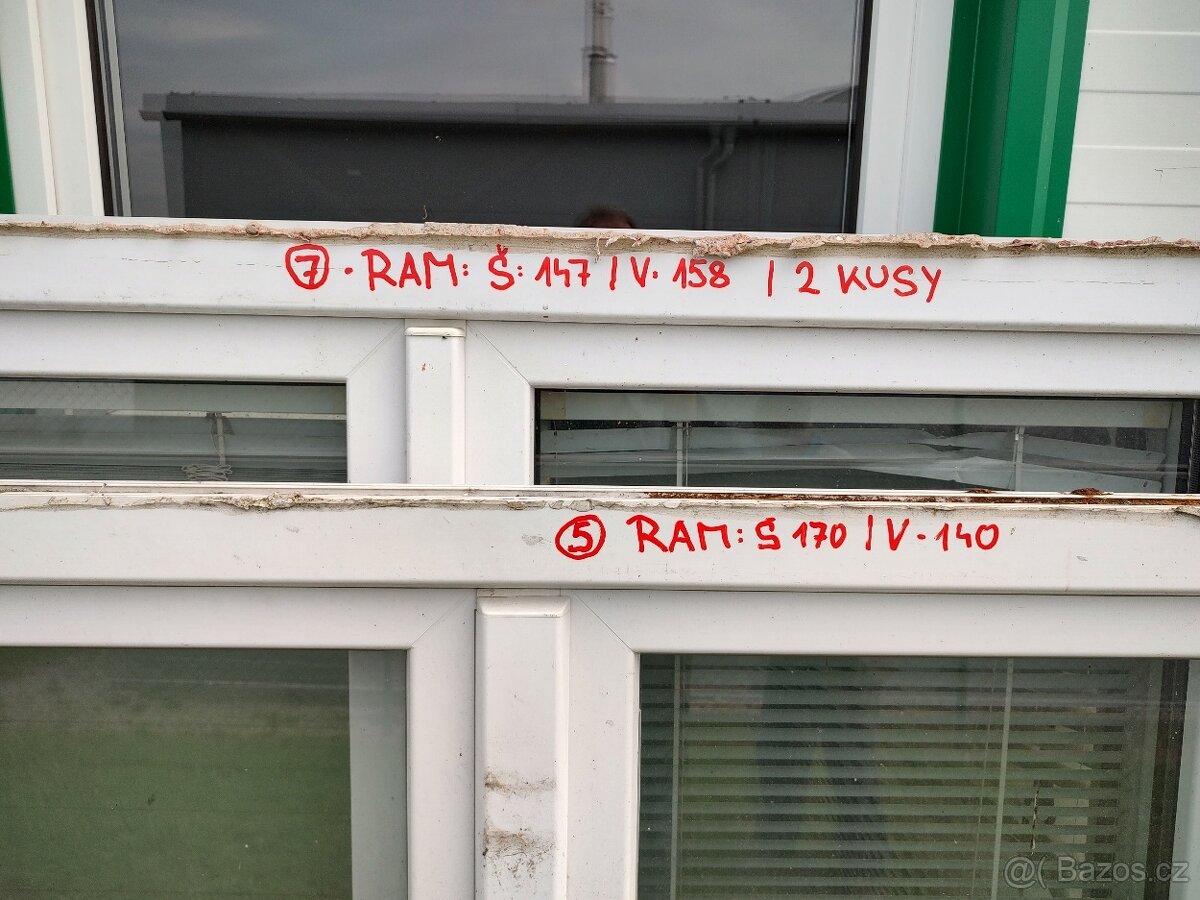 ⑦ · RAM: Š: 147 / V· 158 / 2 KUSY
⑤ RAM: Š 170 / V · 140
@( Bazos.cz